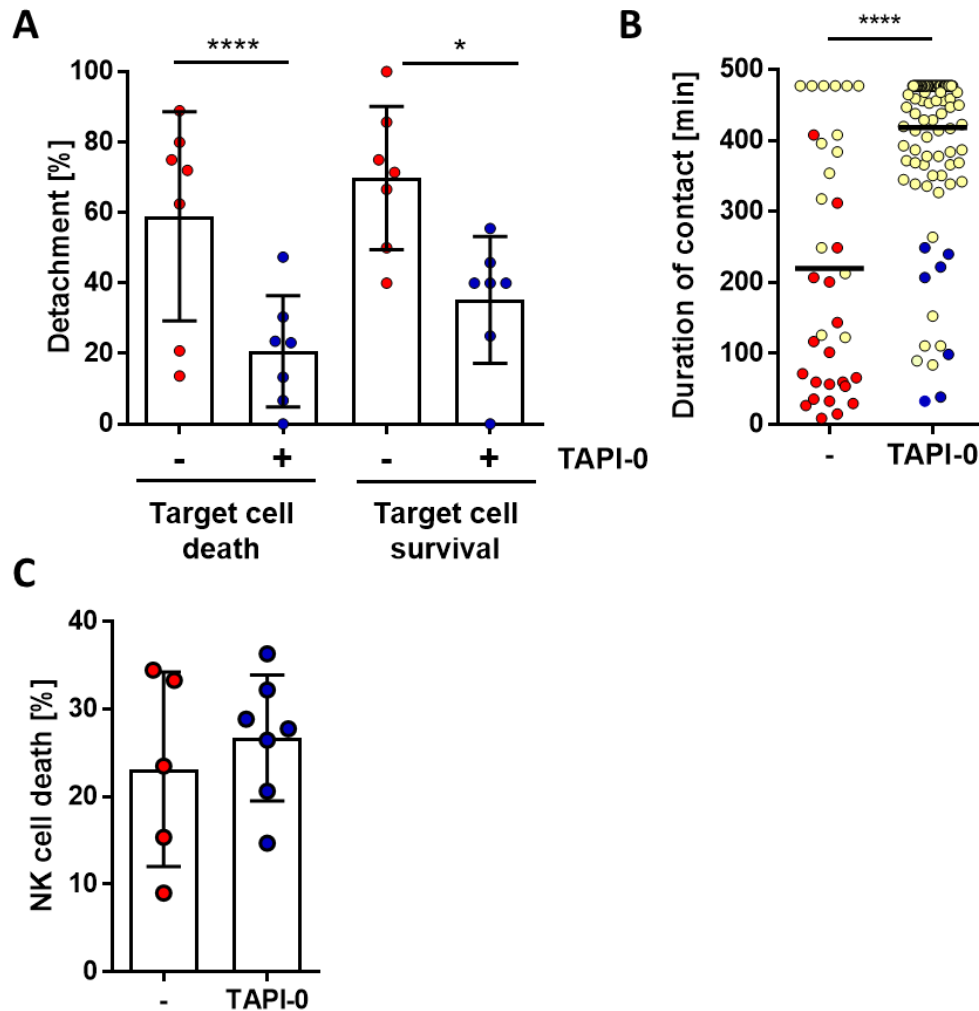 A
****
*
Detachment [%]
100
80
60
40
20
0
- + - + TAPI-0
Target cell death
Target cell survival
B
****
Duration of contact [min]
500
400
300
200
100
0
- TAPI-0
C
NK cell death [%]
40
30
20
10
0
- TAPI-0